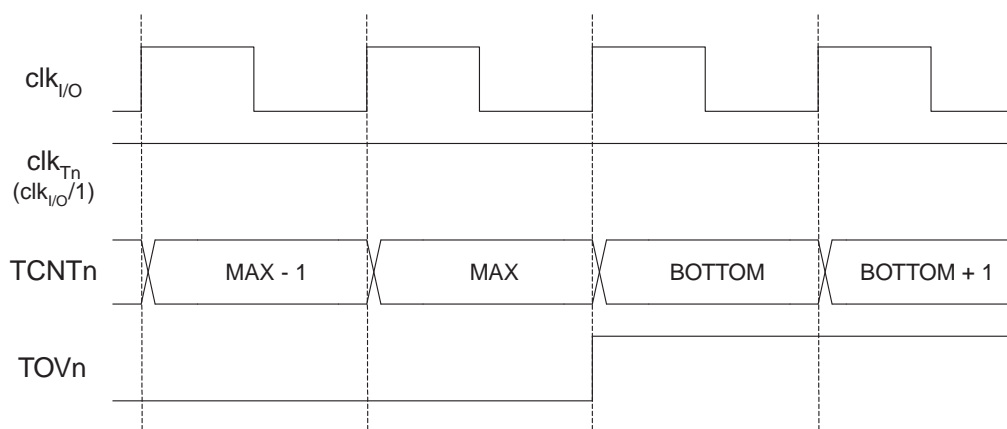 clkI/O
clkTn
(clkI/O/1)
TCNTn MAX - 1 MAX BOTTOM BOTTOM + 1
TOVn